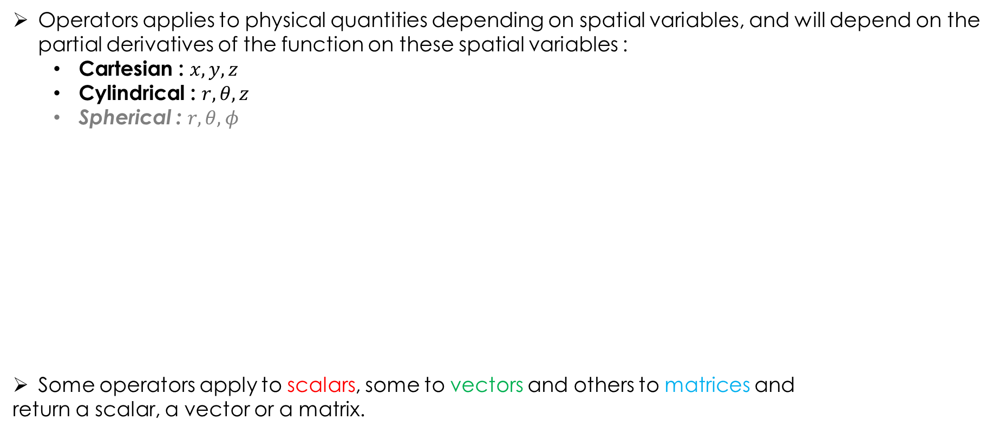 ➢ Operators applies to physical quantities depending on spatial variables, and will depend on the
partial derivatives of the function on these spatial variables :
• Cartesian : x, y, z
• Cylindrical : r, θ, z
• Spherical : r, θ, ϕ
➢ Some operators apply to scalars, some to vectors and others to matrices and
return a scalar, a vector or a matrix.